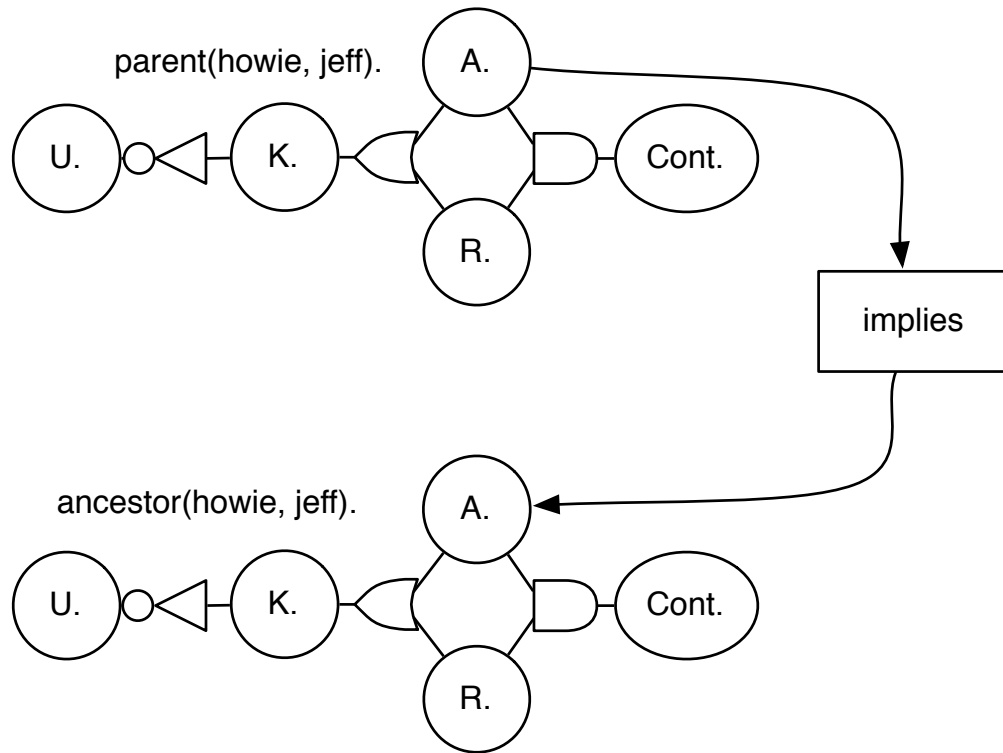 parent(howie, jeff).
A.
U.
K.
Cont.
R.
implies
ancestor(howie, jeff).
A.
U.
K.
Cont.
R.